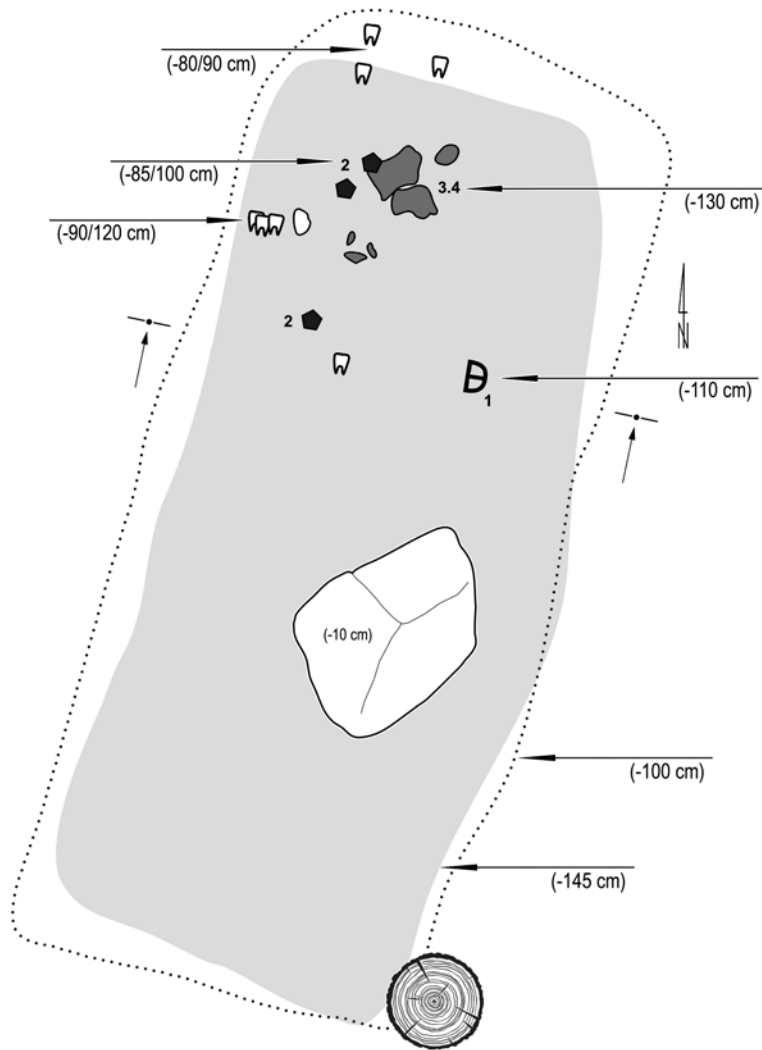 (-80/90 cm)
2
(-85/100 cm)
3.4
(-130 cm)
(-90/120 cm)
N
2
1
(-110 cm)
(-10 cm)
(-100 cm)
(-145 cm)